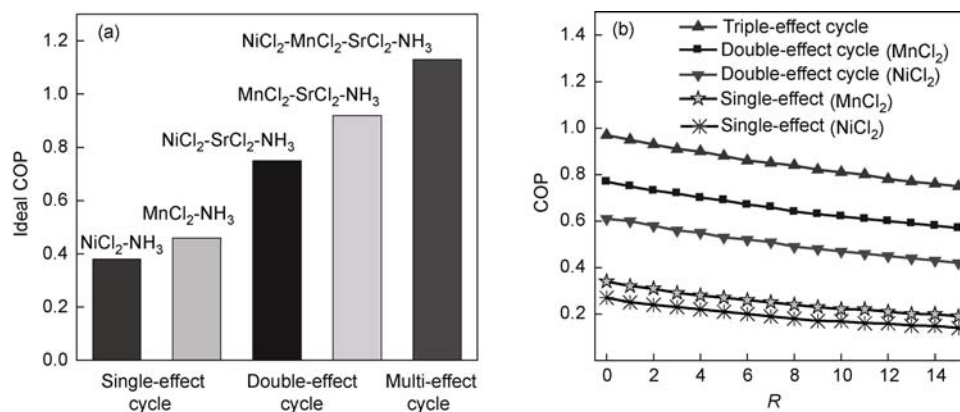 (a)
Ideal COP
1.2
1.0
0.8
0.6
0.4
0.2
0.0
NiCl2-MnCl2-SrCl2-NH3
MnCl2-SrCl2-NH3
NiCl2-SrCl2-NH3
MnCl2-NH3
NiCl2-NH3
Single-effect
cycle
Double-effect
cycle
Multi-effect
cycle
(b)
COP
1.4
1.2
1.0
0.8
0.6
0.4
0.2
Triple-effect cycle
Double-effect cycle (MnCl2)
Double-effect cycle (NiCl2)
Single-effect (MnCl2)
Single-effect (NiCl2)
0 2 4 6 8 10 12 14
R